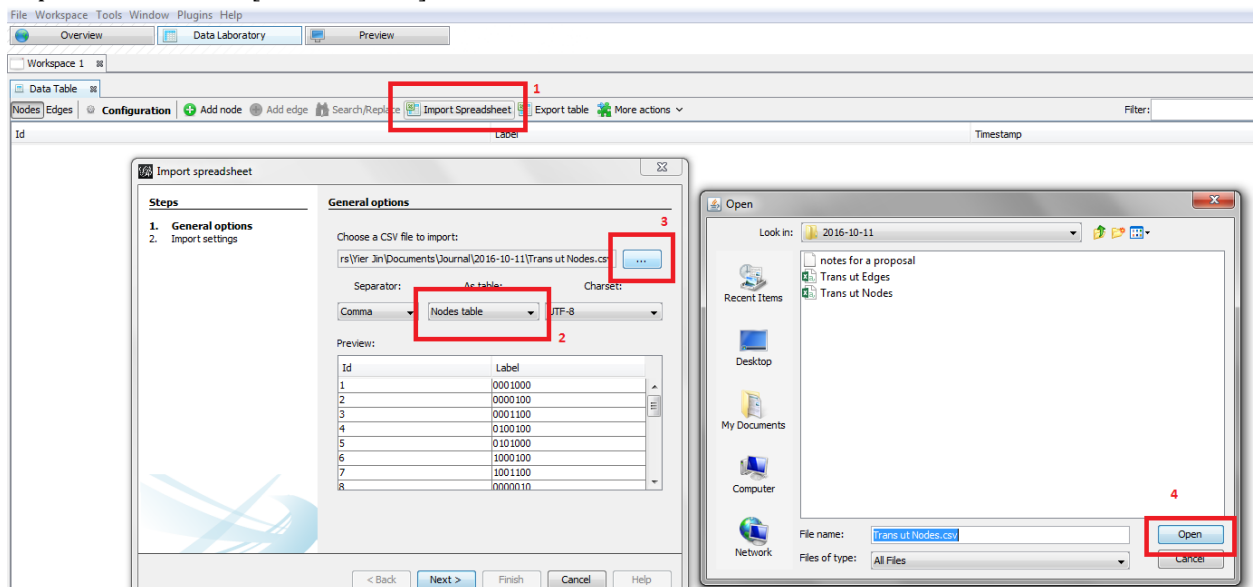 File Workspace Tools Window Plugins Help
Overview Data Laboratory Preview
Workspace 1
Data Table
1
Nodes Edges Configuration Add node Add edge Search/Replace Import Spreadsheet Export table More actions Filter:
Id Label Timestamp
Import spreadsheet
Steps
1. General options
2. Import settings
General options
3
Choose a CSV file to import:
rs\Yier Jin\Documents\Journal\2016-10-11\Trans ut Nodes.csv ...
Separator: As table: Charset:
Comma Nodes table UTF-8
2
Preview:
Id Label
1 0001000
2 0000100
3 0001100
4 0100100
5 0101000
6 1000100
7 1001100
8 0000010
< Back Next > Finish Cancel Help
Open
Look in: 2016-10-11
notes for a proposal
Trans ut Edges
Trans ut Nodes
Recent Items
Desktop
My Documents
Computer
Network
4
File name: Trans ut Nodes.csv Open
Files of type: All Files Cancel